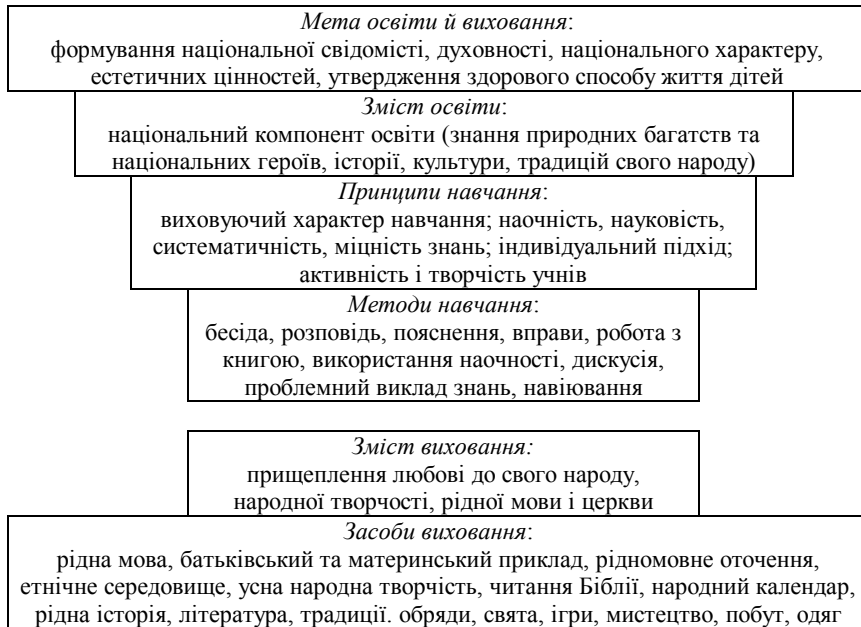 Мета освіти й виховання:
формування національної свідомісті, духовності, національного характеру,
естетичних цінностей, утвердження здорового способу життя дітей
Зміст освіти:
національний компонент освіти (знання природних багатств та
національних героїв, історії, культури, традицій свого народу)
Принципи навчання:
виховуючий характер навчання; наочність, науковість,
систематичність, міцність знань; індивідуальний підхід;
активність і творчість учнів
Методи навчання:
бесіда, розповідь, пояснення, вправи, робота з
книгою, використання наочності, дискусія,
проблемний виклад знань, навіювання
Зміст виховання:
прищеплення любові до свого народу,
народної творчості, рідної мови і церкви
Засоби виховання:
рідна мова, батьківський та материнський приклад, рідномовне оточення,
етнічне середовище, усна народна творчість, читання Біблії, народний календар,
рідна історія, література, традиції. обряди, свята, ігри, мистецтво, побут, одяг